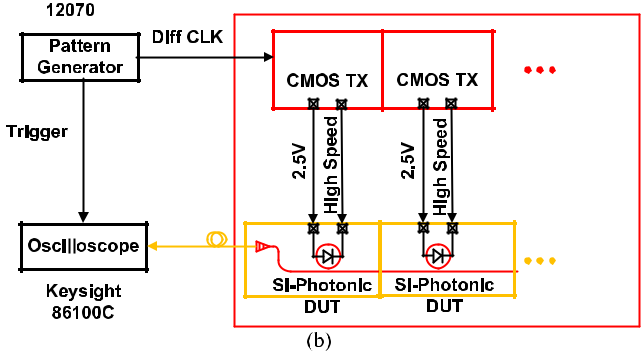 12070
Pattern
Generator
Diff CLK
Trigger
CMOS TX
CMOS TX
2.5V
High Speed
2.5V
High Speed
Oscilloscope
Keysight
86100C
Si-Photonic
DUT
Si-Photonic
DUT
(b)